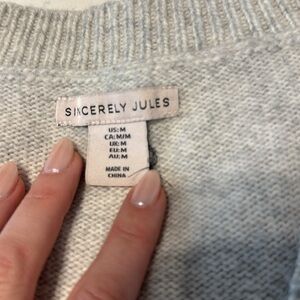 SINCERELY JULES
US: M
CA: M/M
UK: M
EU: M
AU: M
MADE IN
CHINA